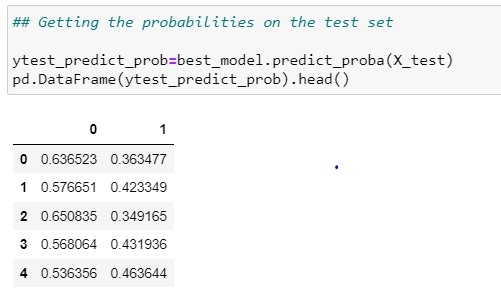 ## Getting the probabilities on the test set
ytest_predict_prob=best_model.predict_proba(X_test)
pd.DataFrame(ytest_predict_prob).head()
0 1
0 0.636523 0.363477
1 0.576651 0.423349
2 0.650835 0.349165
3 0.568064 0.431936
4 0.536356 0.463644